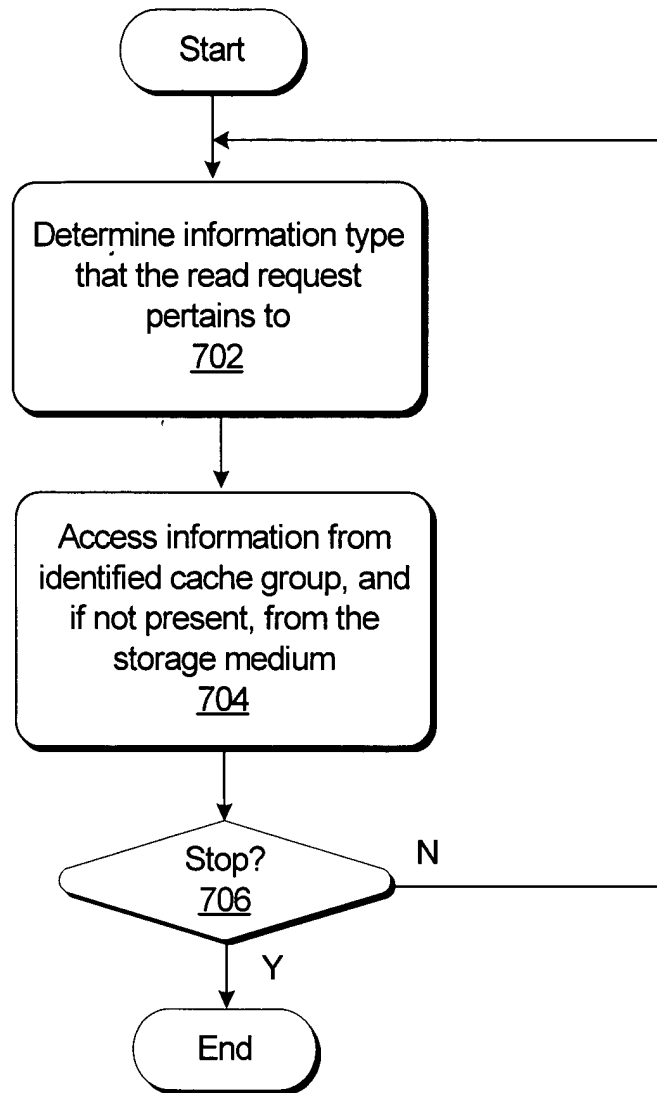 Start
Determine information type
that the read request
pertains to
702
Access information from
identified cache group, and
if not present, from the
storage medium
704
Stop?
706
N
Y
End